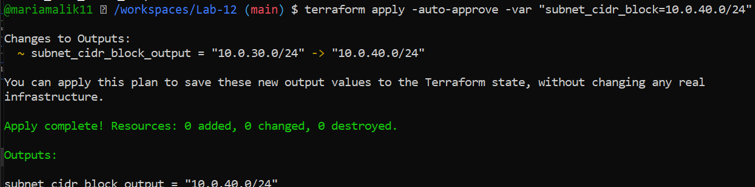 @mariamalik11 /workspaces/Lab-12 (main) $ terraform apply -auto-approve -var "subnet_cidr_block=10.0.40.0/24"
Changes to Outputs:
~ subnet_cidr_block_output = "10.0.30.0/24" -> "10.0.40.0/24"
You can apply this plan to save these new output values to the Terraform state, without changing any real
infrastructure.
Apply complete! Resources: 0 added, 0 changed, 0 destroyed.
Outputs:
subnet_cidr_block_output = "10.0.40.0/24"